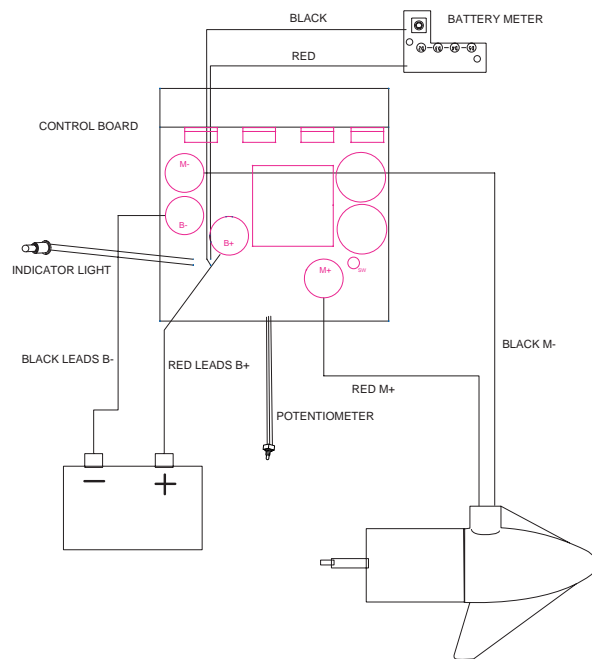 BLACK
BATTERY METER
RED
CONTROL BOARD
M-
B-
B+
M+
SW
INDICATOR LIGHT
BLACK LEADS B-
RED LEADS B+
BLACK M-
RED M+
POTENTIOMETER
− +